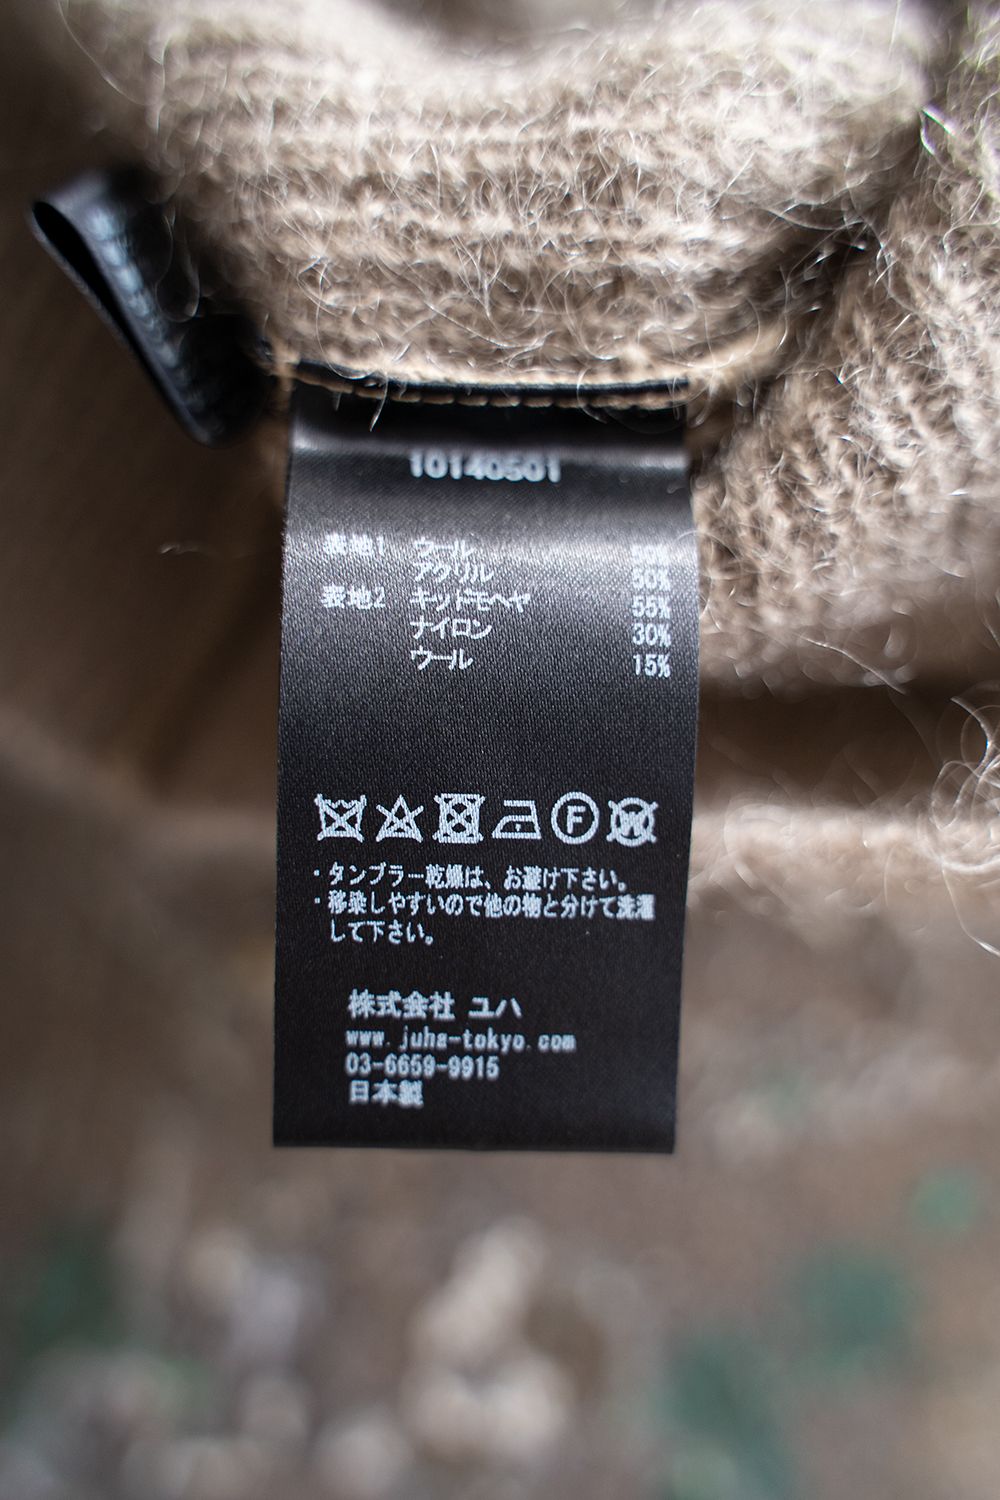 10140501
表地1 ウール 50%
アクリル 50%
表地2 キッドモヘヤ 55%
ナイロン 30%
ウール 15%
F W
・タンブラー乾燥は、お避け下さい。
・移染しやすいので他の物と分けて洗濯
して下さい。
株式会社 ユハ
www.juha-tokyo.com
03-6659-9915
日本製